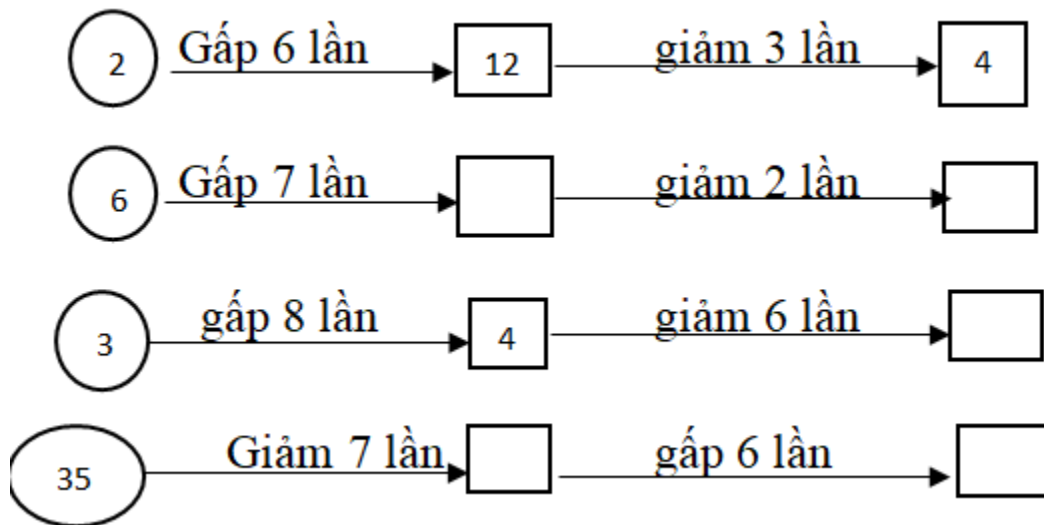 2 Gấp 6 lần 12 giảm 3 lần 4
6 Gấp 7 lần giảm 2 lần
3 gấp 8 lần 4 giảm 6 lần
35 Giảm 7 lần gấp 6 lần